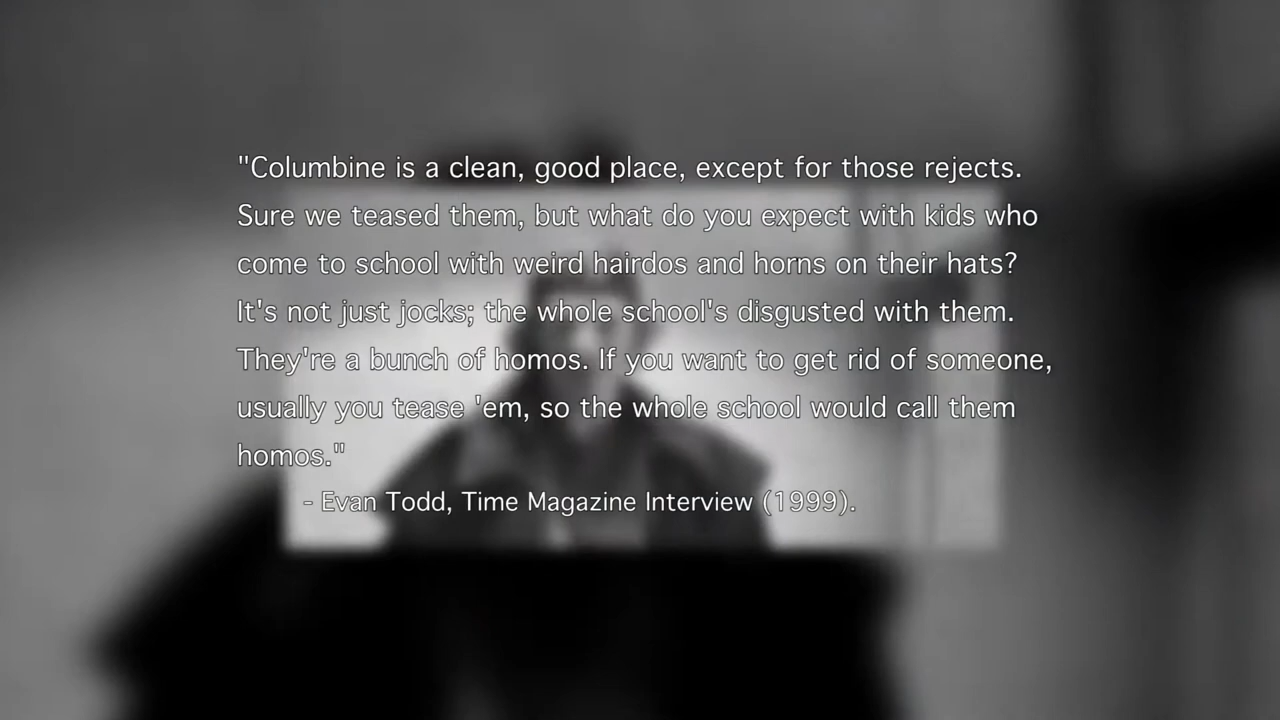 "Columbine is a clean, good place, except for those rejects.
Sure we teased them, but what do you expect with kids who
come to school with weird hairdos and horns on their hats?
It's not just jocks; the whole school's disgusted with them.
They're a bunch of homos. If you want to get rid of someone,
usually you tease 'em, so the whole school would call them
homos."
- Evan Todd, Time Magazine Interview (1999).